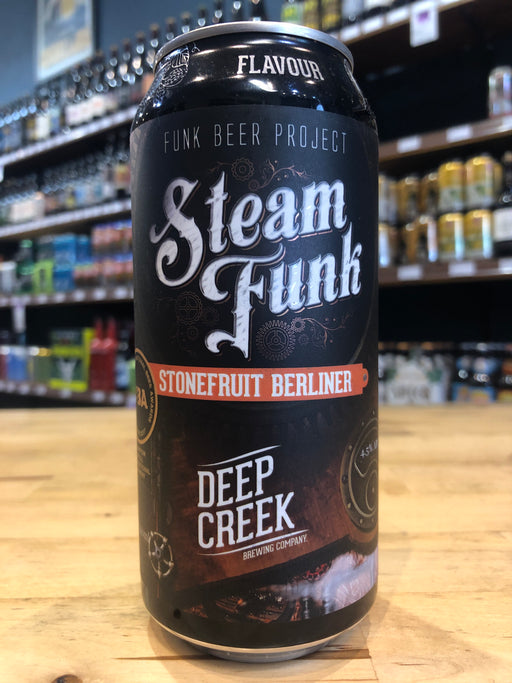 FLAVOUR
FUNK BEER PROJECT
Steam
Funk
STONEFRUIT BERLINER
DEEP
CREEK
BREWING COMPANY